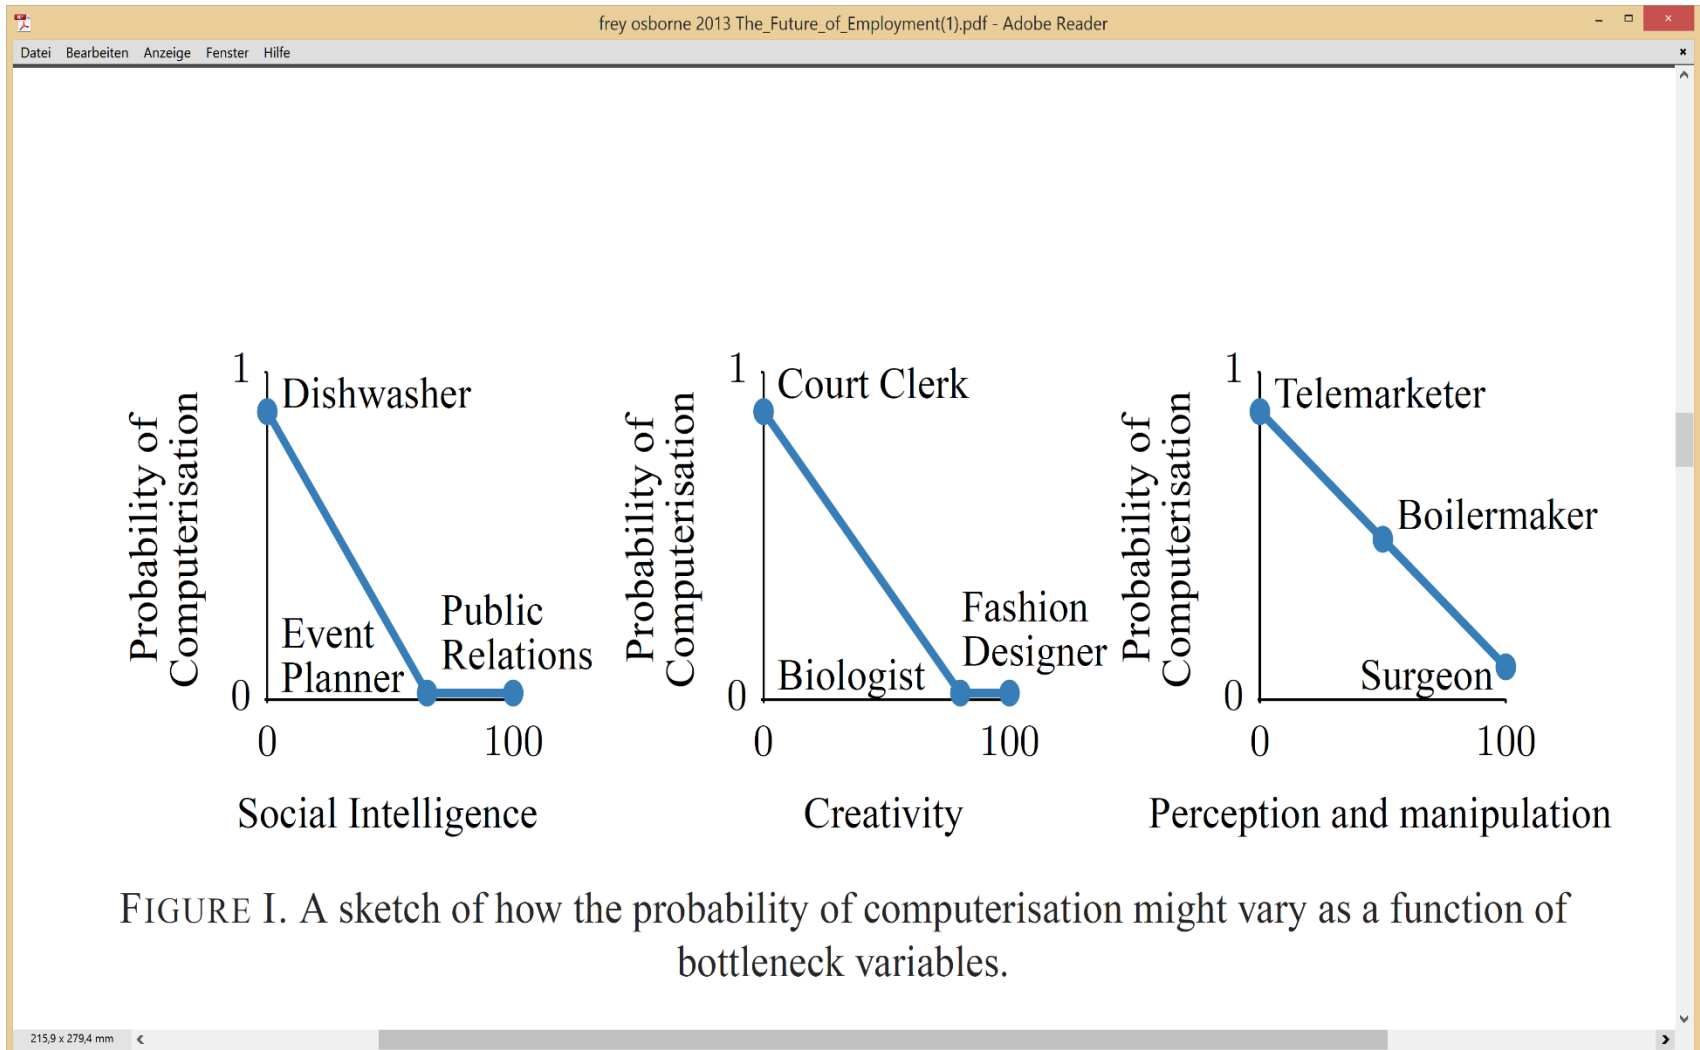 frey osborne 2013 The_Future_of_Employment(1).pdf - Adobe Reader
Datei Bearbeiten Anzeige Fenster Hilfe
Probability of
Computerisation
1
0
Dishwasher
Event
Planner
Public
Relations
0 100
Social Intelligence
Probability of
Computerisation
1
0
Court Clerk
Biologist
Fashion
Designer
0 100
Creativity
Probability of
Computerisation
1
0
Telemarketer
Boilermaker
Surgeon
0 100
Perception and manipulation
FIGURE I. A sketch of how the probability of computerisation might vary as a function of
bottleneck variables.
215,9 x 279,4 mm